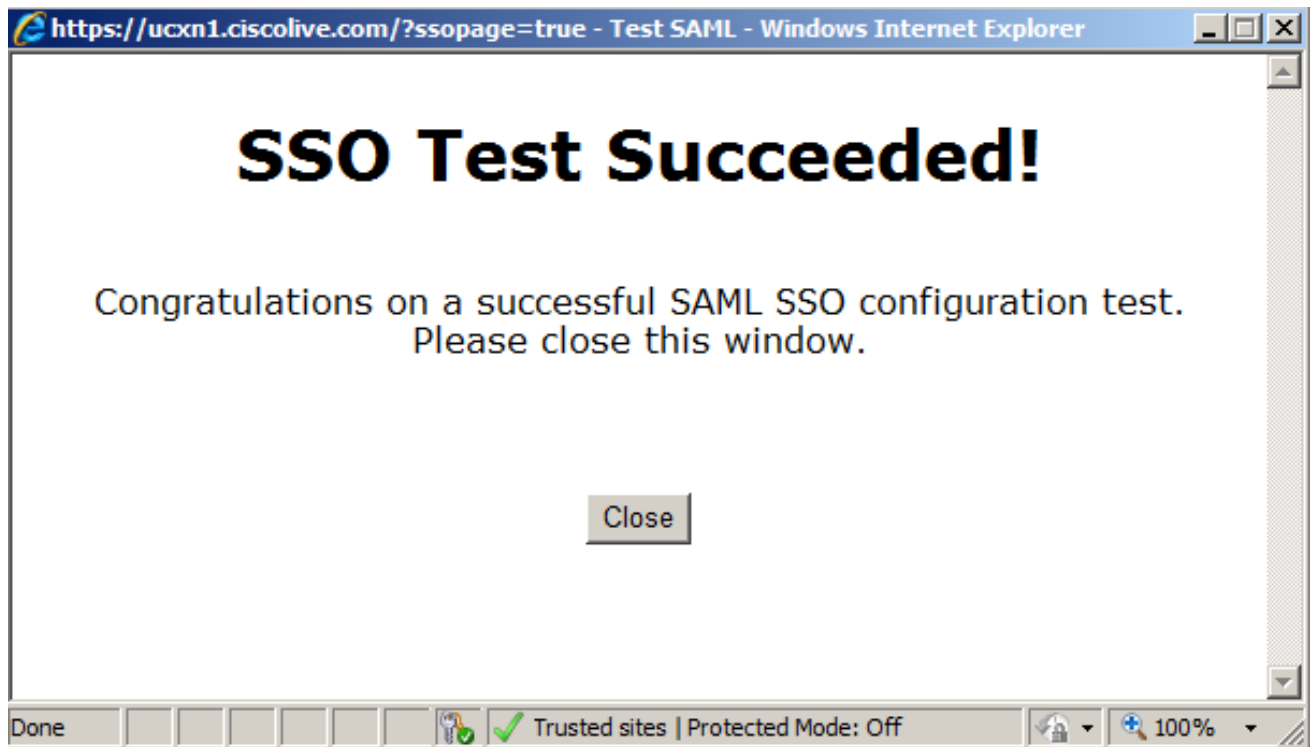 https://ucxn1.ciscolive.com/?ssopage=true - Test SAML - Windows Internet Explorer
SSO Test Succeeded!
Congratulations on a successful SAML SSO configuration test.
Please close this window.
Close
Done
Trusted sites | Protected Mode: Off
100%